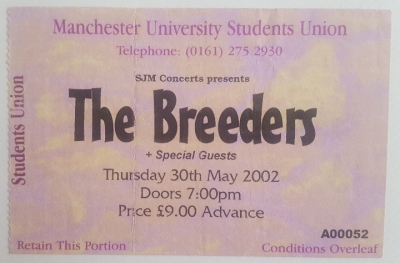 Manchester University Students Union
Telephone: (0161) 275 2930
Students Union
SJM Concerts presents
The Breeders
+ Special Guests
Thursday 30th May 2002
Doors 7:00pm
Price £9.00 Advance
A00052
Retain This Portion
Conditions Overleaf